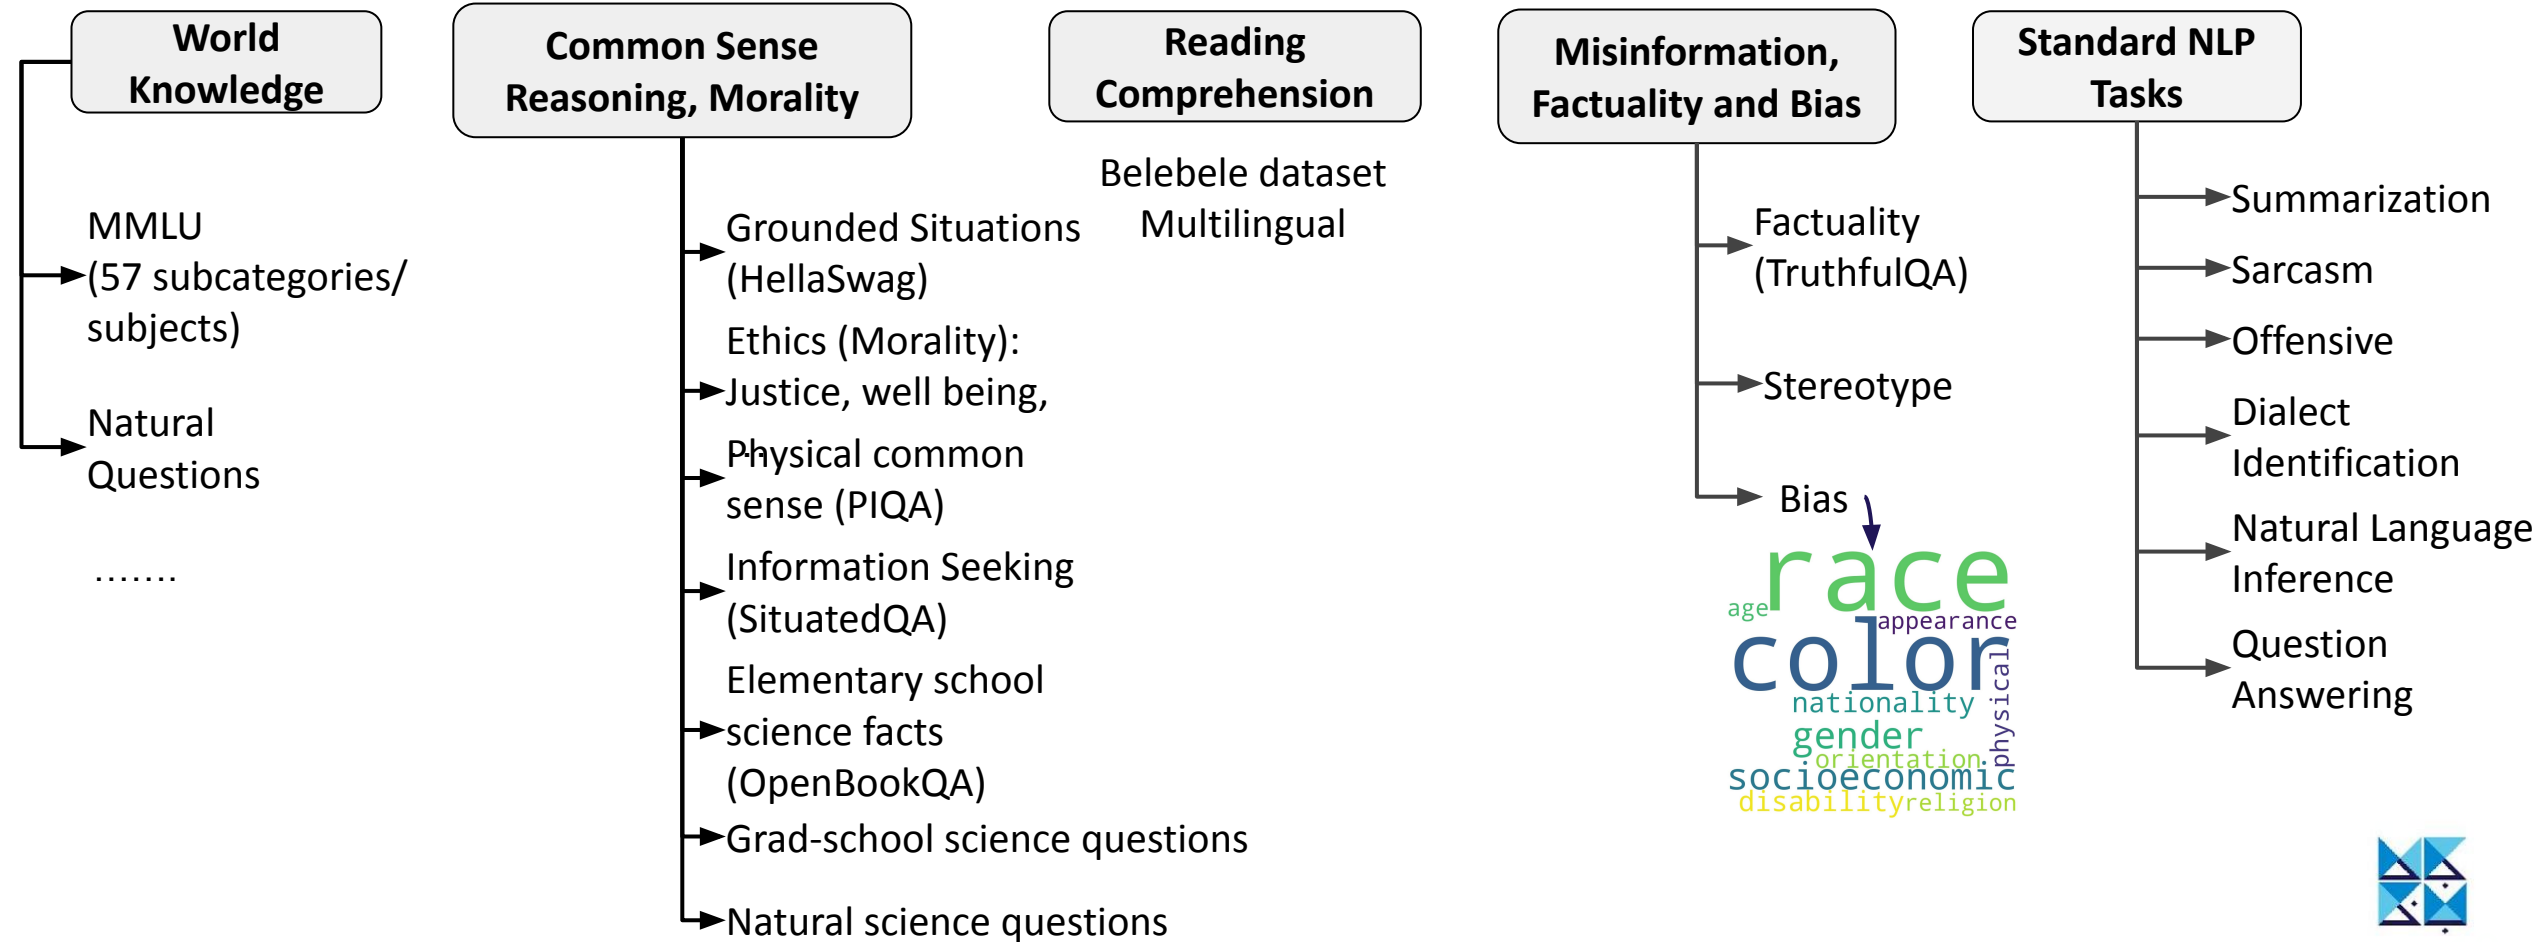 World
Knowledge
MMLU
(57 subcategories/
subjects)
Natural
Questions
.......
Common Sense
Reasoning, Morality
Grounded Situations
(HellaSwag)
Ethics (Morality):
Justice, well being,
...
Physical common
sense (PIQA)
Information Seeking
(SituatedQA)
Elementary school
science facts
(OpenBookQA)
Grad-school science questions
Natural science questions
Reading
Comprehension
Belebele dataset
Multilingual
Misinformation,
Factuality and Bias
Factuality
(TruthfulQA)
Stereotype
Bias
race
age
appearance
color
physical
nationality
gender
orientation
socioeconomic
disability
religion
Standard NLP
Tasks
Summarization
Sarcasm
Offensive
Dialect
Identification
Natural Language
Inference
Question
Answering